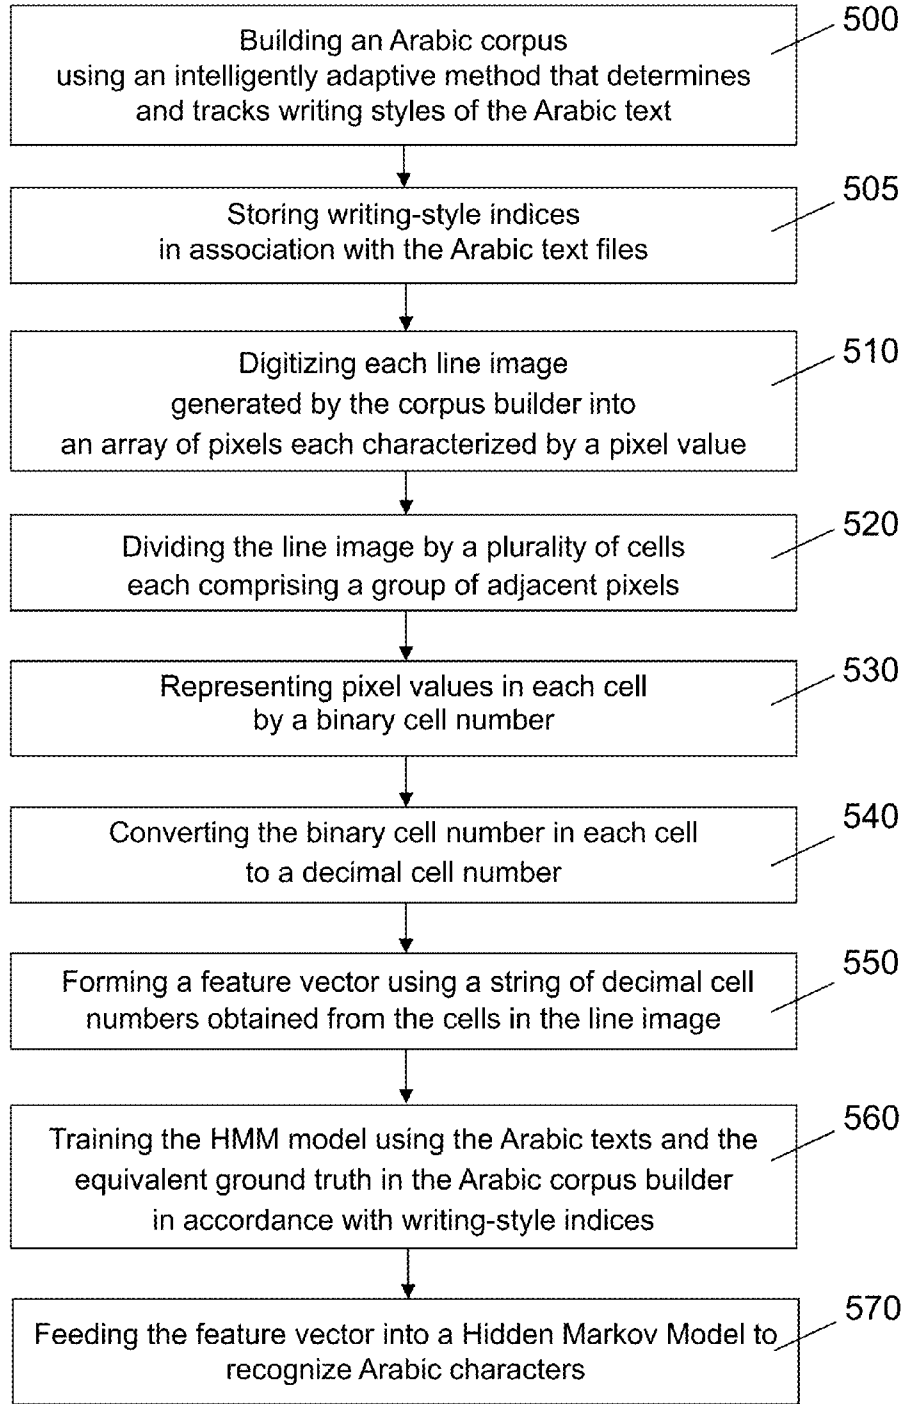 500
Building an Arabic corpus
using an intelligently adaptive method that determines
and tracks writing styles of the Arabic text
505
Storing writing-style indices
in association with the Arabic text files
510
Digitizing each line image
generated by the corpus builder into
an array of pixels each characterized by a pixel value
520
Dividing the line image by a plurality of cells
each comprising a group of adjacent pixels
530
Representing pixel values in each cell
by a binary cell number
540
Converting the binary cell number in each cell
to a decimal cell number
550
Forming a feature vector using a string of decimal cell
numbers obtained from the cells in the line image
560
Training the HMM model using the Arabic texts and the
equivalent ground truth in the Arabic corpus builder
in accordance with writing-style indices
570
Feeding the feature vector into a Hidden Markov Model to
recognize Arabic characters